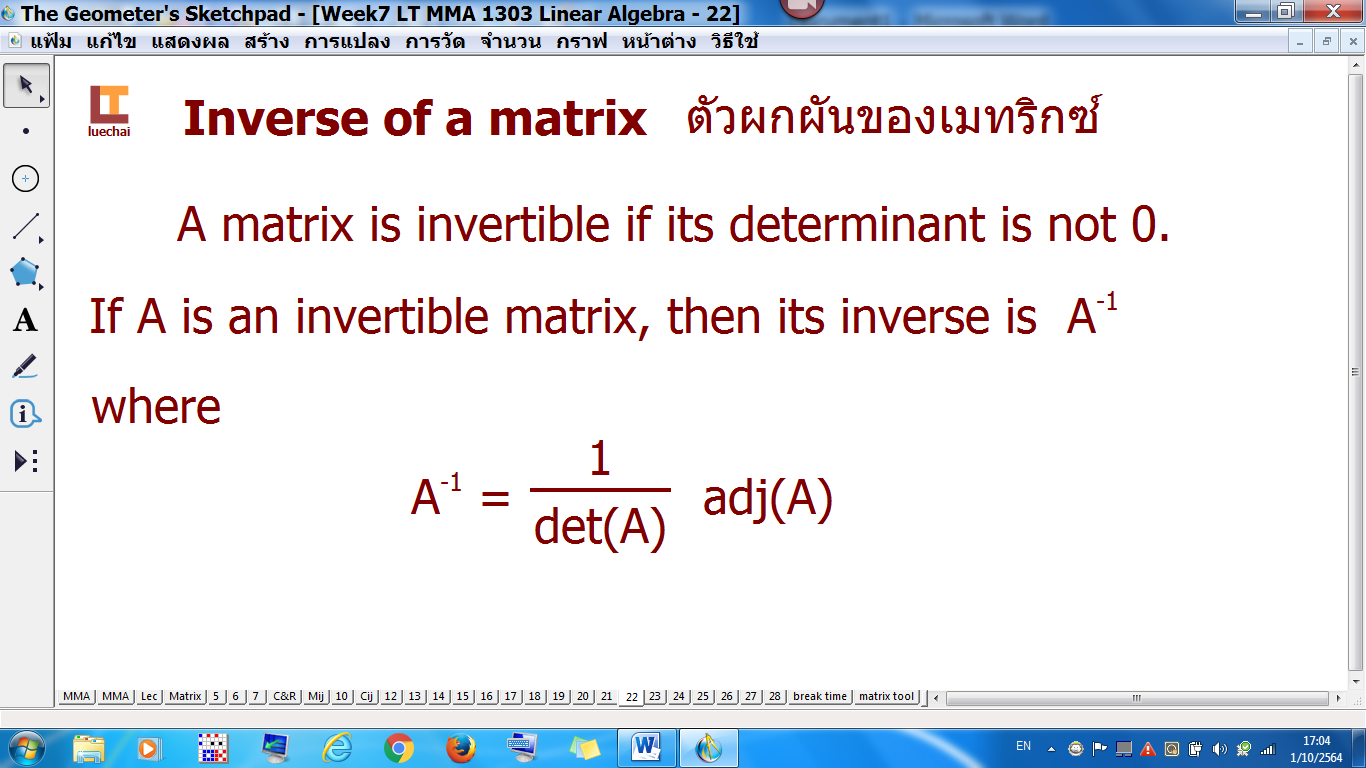 The Geometer's Sketchpad - [Week7 LT MMA 1303 Linear Algebra - 22]
แฟ้ม แก้ไข แสดงผล สร้าง การแปลง การวัด จำนวน กราฟ หน้าต่าง วิธีใช้
LT
luechai
Inverse of a matrix ตัวผกผันของเมทริกซ์
A matrix is invertible if its determinant is not 0.
If A is an invertible matrix, then its inverse is A⁻¹
where
A⁻¹ = 1/det(A) adj(A)
MMA MMA Lec Matrix 5 6 7 C&R Mij 10 Cij 12 13 14 15 16 17 18 19 20 21 22 23 24 25 26 27 28 break time matrix tool
EN 17:04
1/10/2564